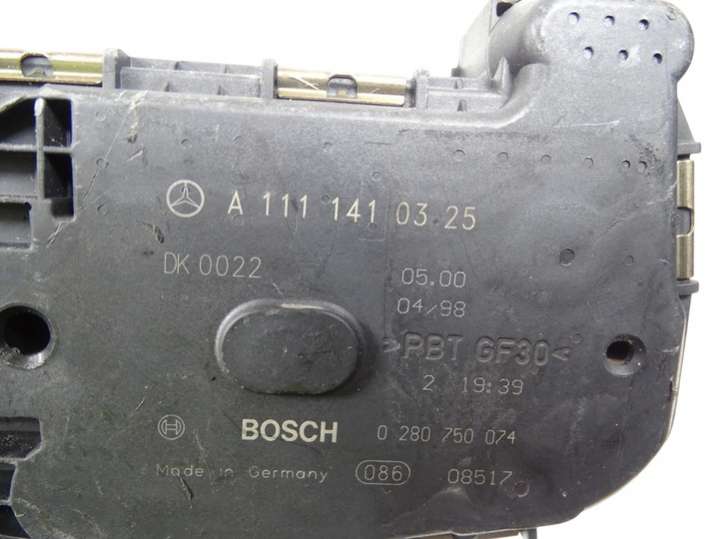 A 111 141 03 25
DK 0022 05.00
04/98
>PBT GF30<
2 19:39
BOSCH 0 280 750 074
Made in Germany 086 08517